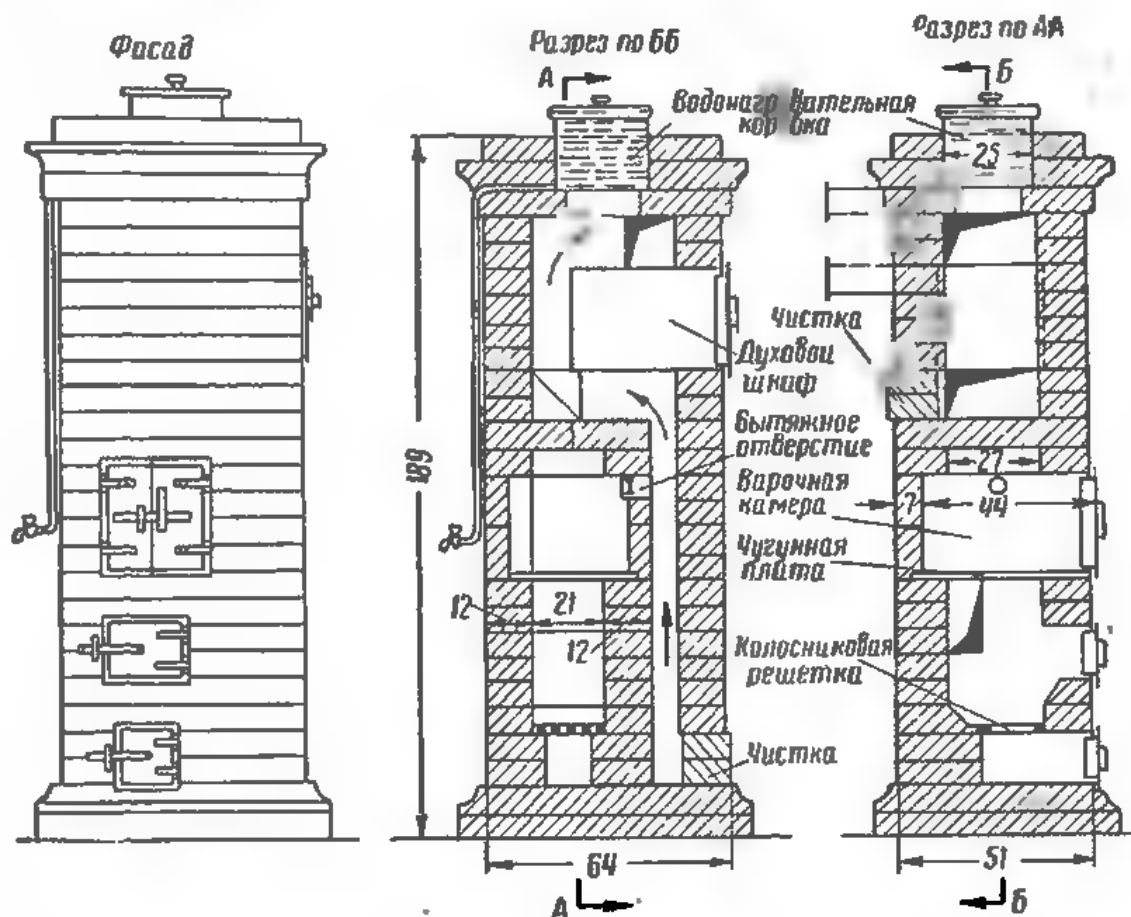 Фасад
Разрез по ББ
Разрез по АА
А
Б
коробка
25
Чистка
Духовой
шкаф
Вытяжное
отверстие
Варочная
камера
Чугунная
плита
189
27
7
44
12
21
12
Колосниковая
решетка
Чистка
64
51
А
Б